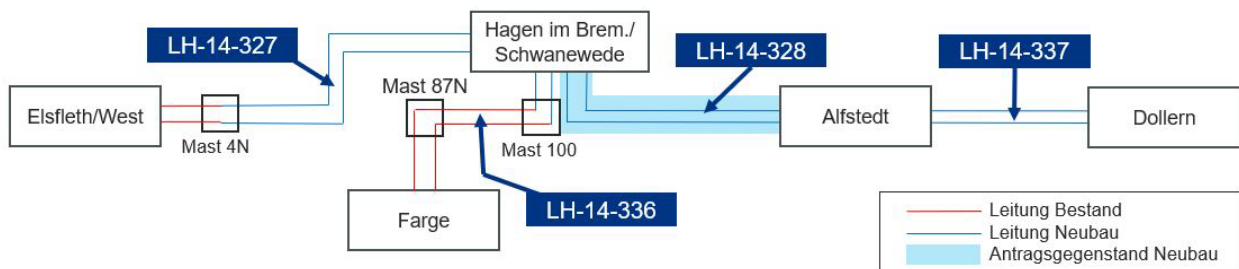 LH-14-327
Hagen im Brem./
Schwanewede
LH-14-328
LH-14-337
Mast 87N
Elsfleth/West
Mast 4N
Mast 100
Alfstedt
Dollern
Farge
LH-14-336
Leitung Bestand
Leitung Neubau
Antragsgegenstand Neubau